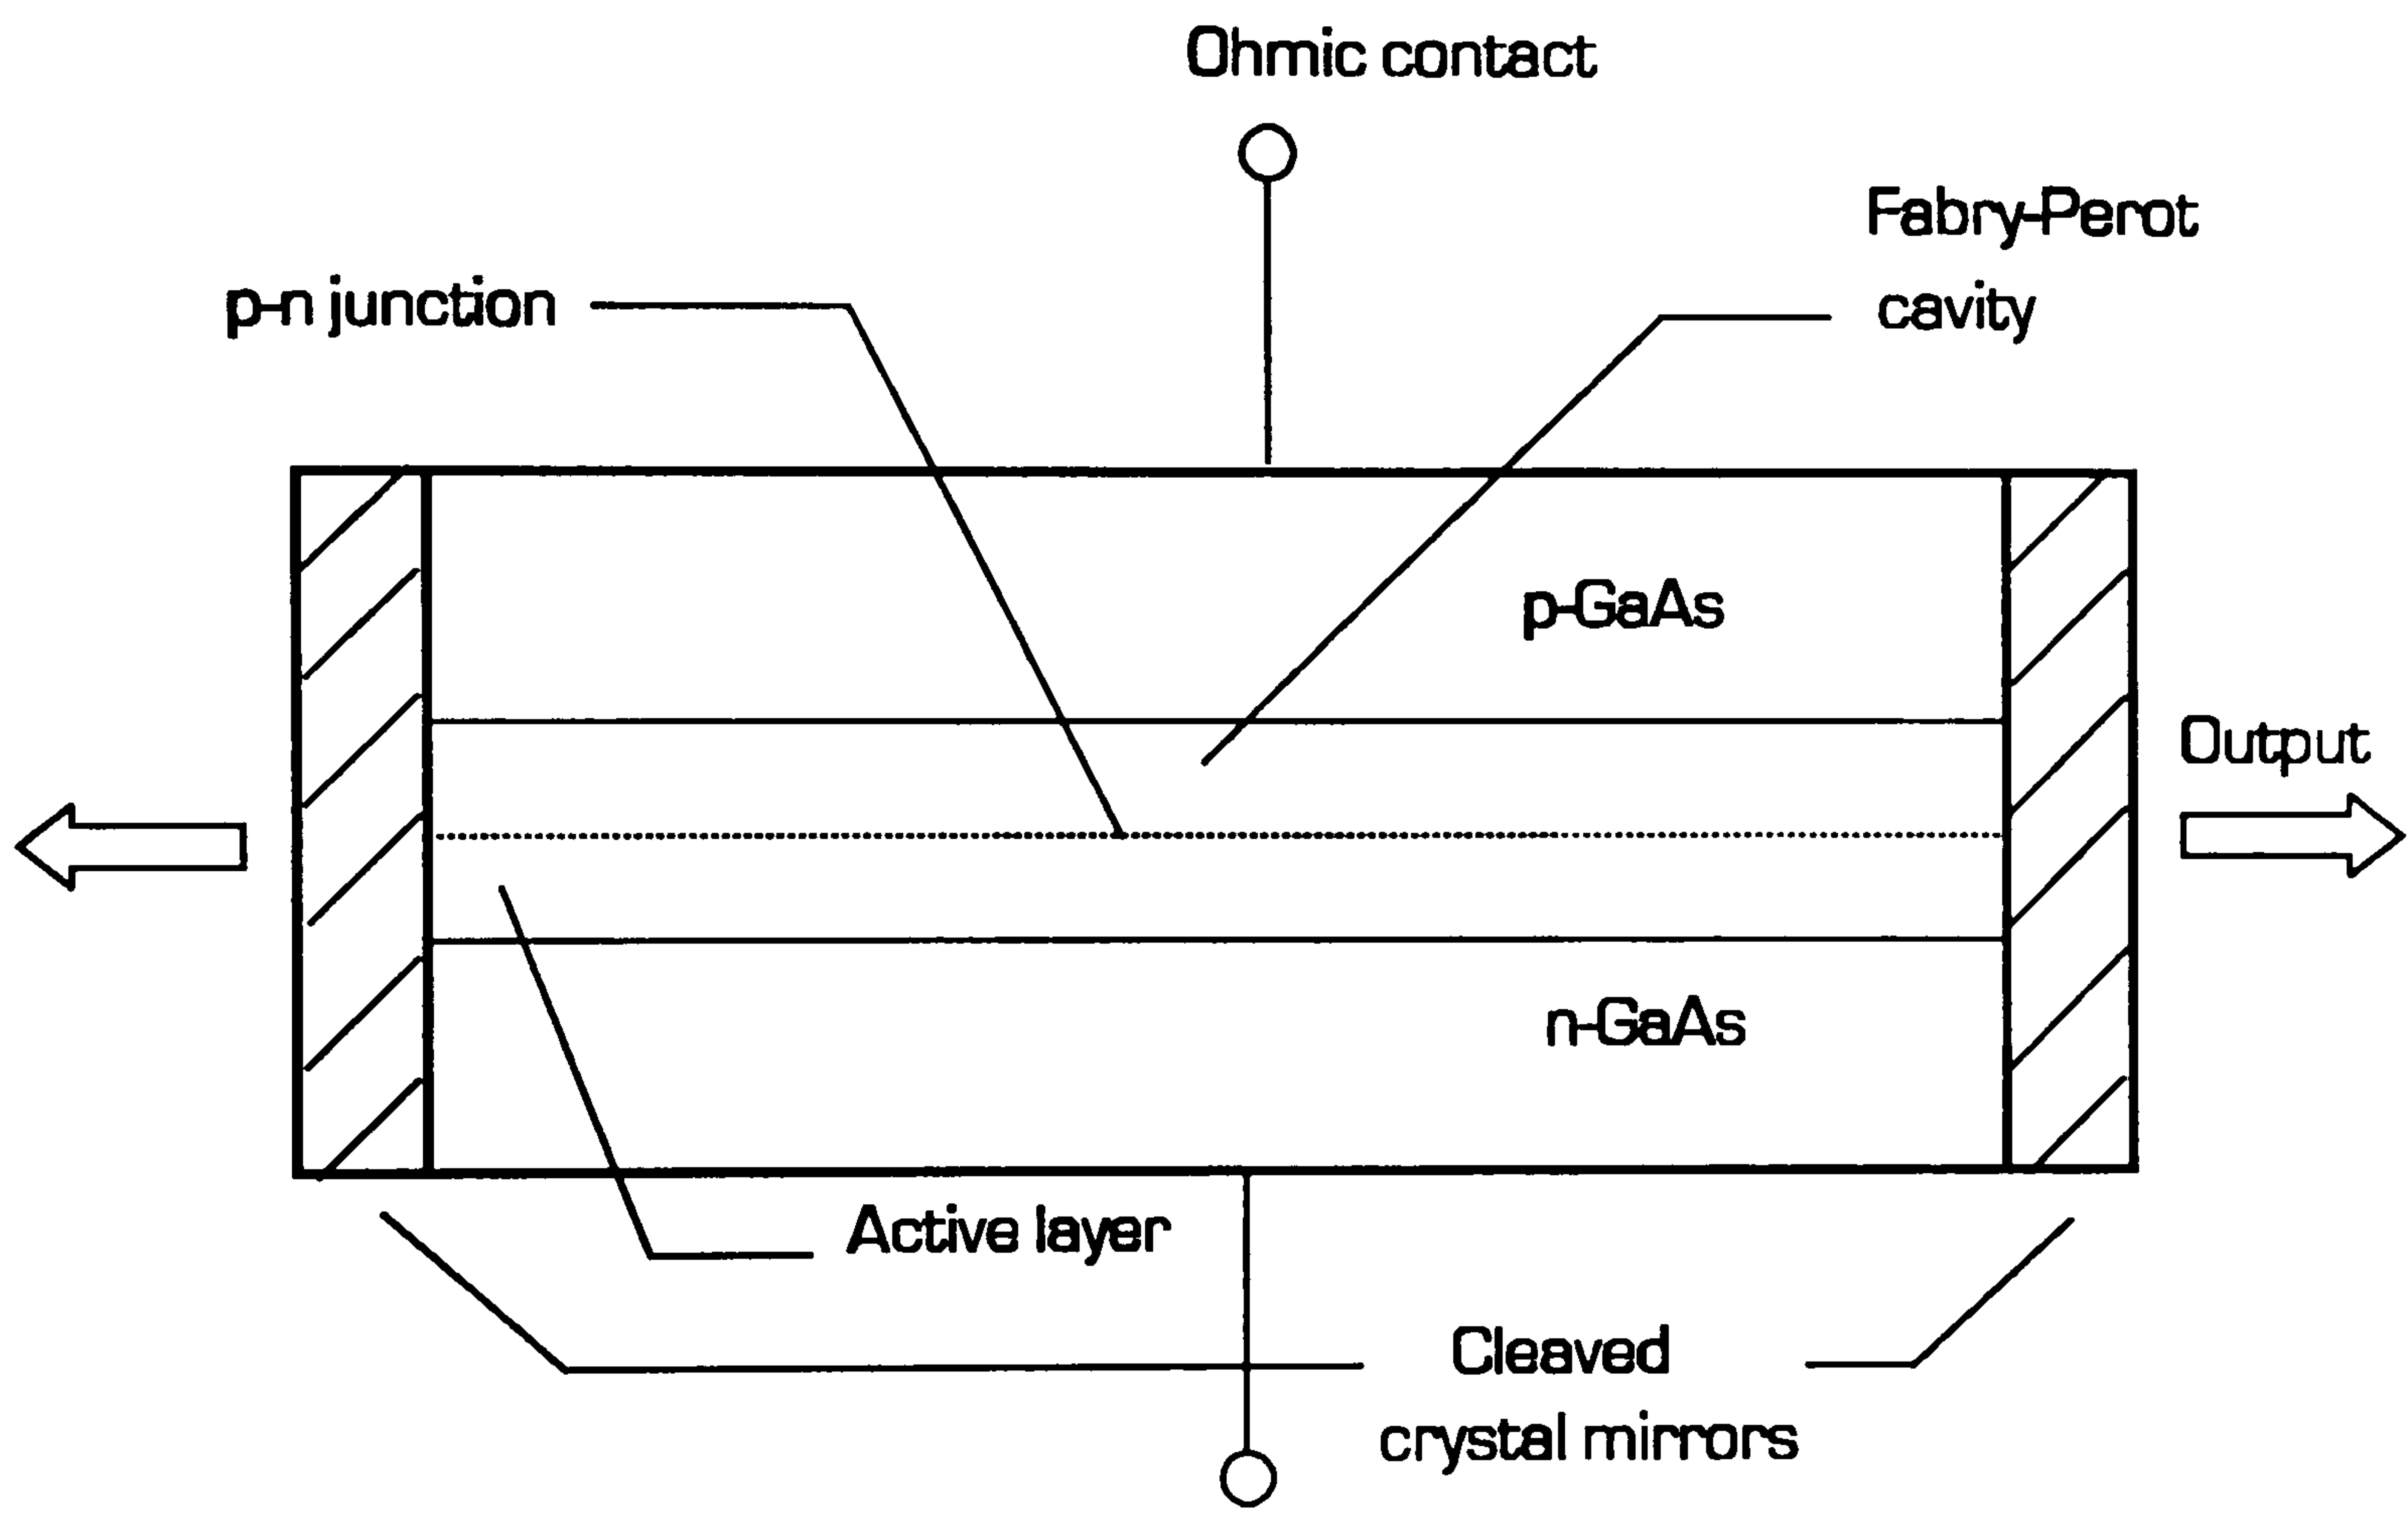 Ohmic contact
Fabry-Perot
cavity
p-n junction
p-GaAs
Output
n-GaAs
Active layer
Cleaved
crystal mirrors